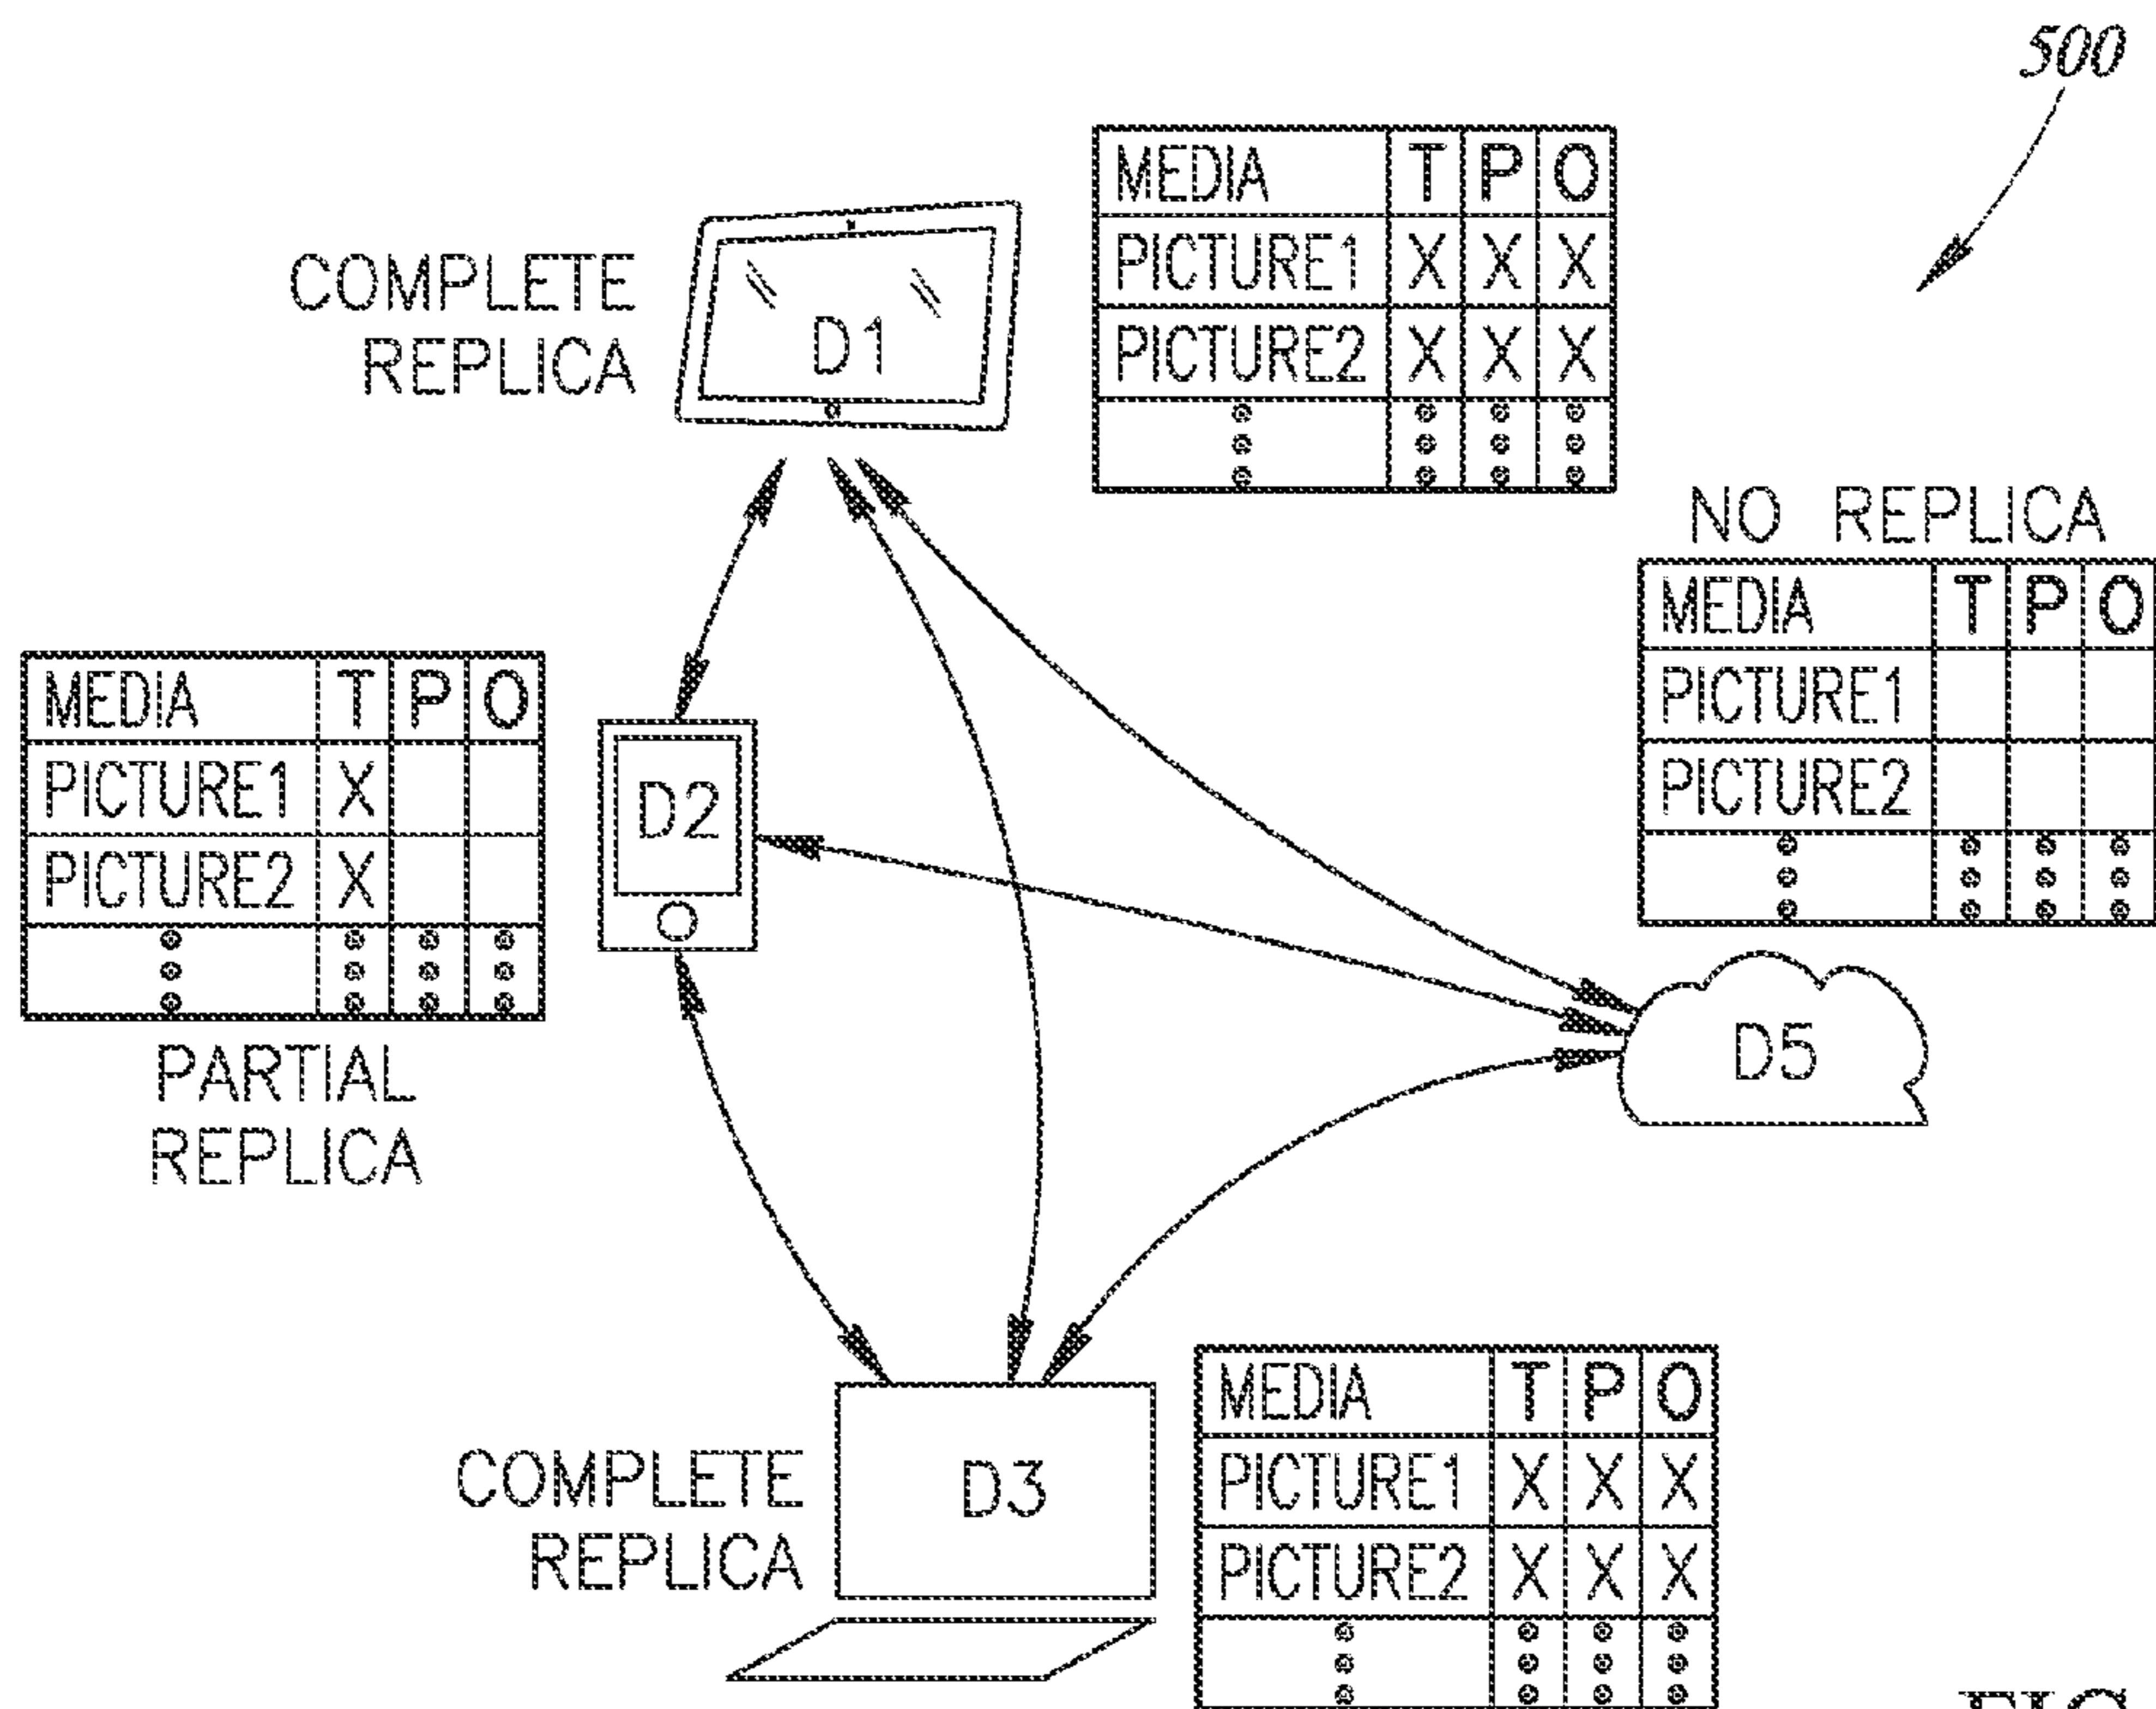 500
MEDIA T P O
PICTURE1 X X X
PICTURE2 X X X
COMPLETE
REPLICA
D1
NO REPLICA
MEDIA T P O
PICTURE1
PICTURE2
MEDIA T P O
PICTURE1 X
PICTURE2 X
D2
PARTIAL
REPLICA
D5
COMPLETE
REPLICA
D3
MEDIA T P O
PICTURE1 X X X
PICTURE2 X X X